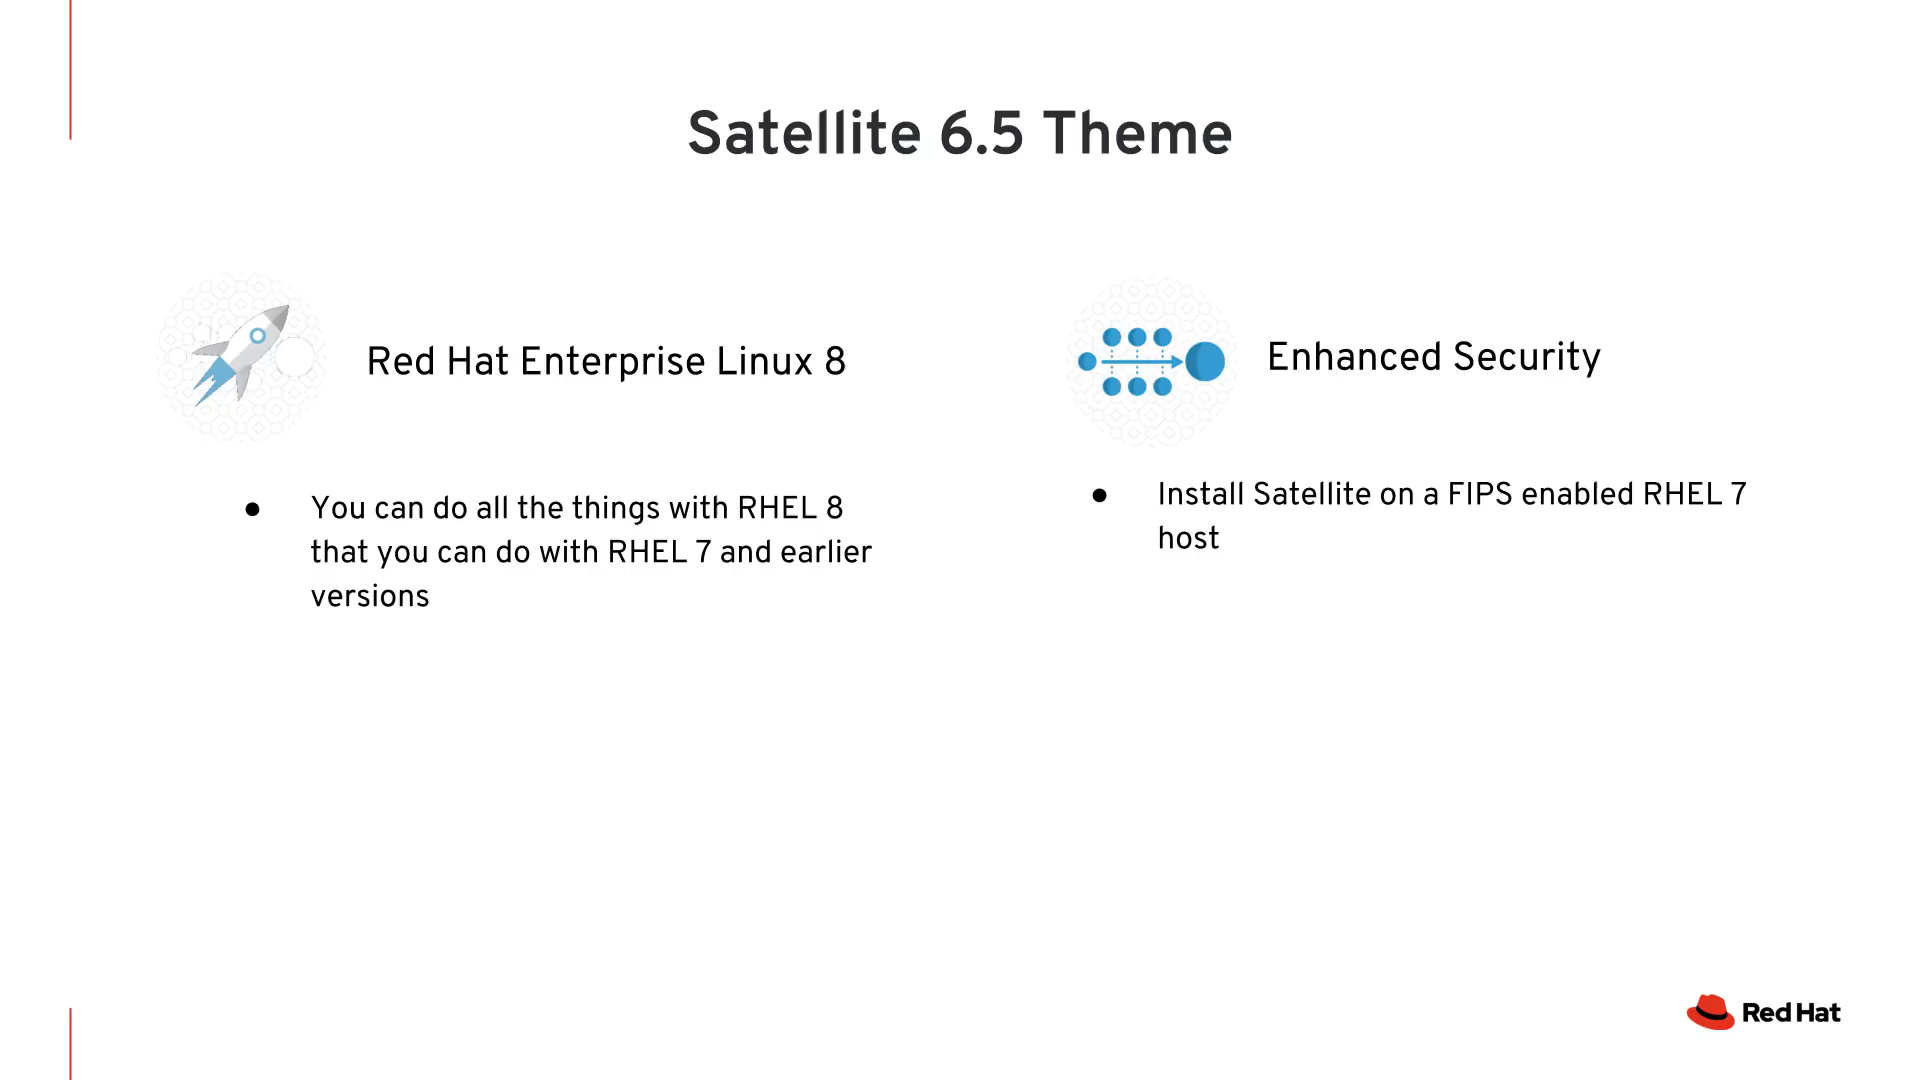 Satellite 6.5 Theme
Red Hat Enterprise Linux 8
● You can do all the things with RHEL 8
that you can do with RHEL 7 and earlier
versions
Enhanced Security
● Install Satellite on a FIPS enabled RHEL 7
host
Red Hat